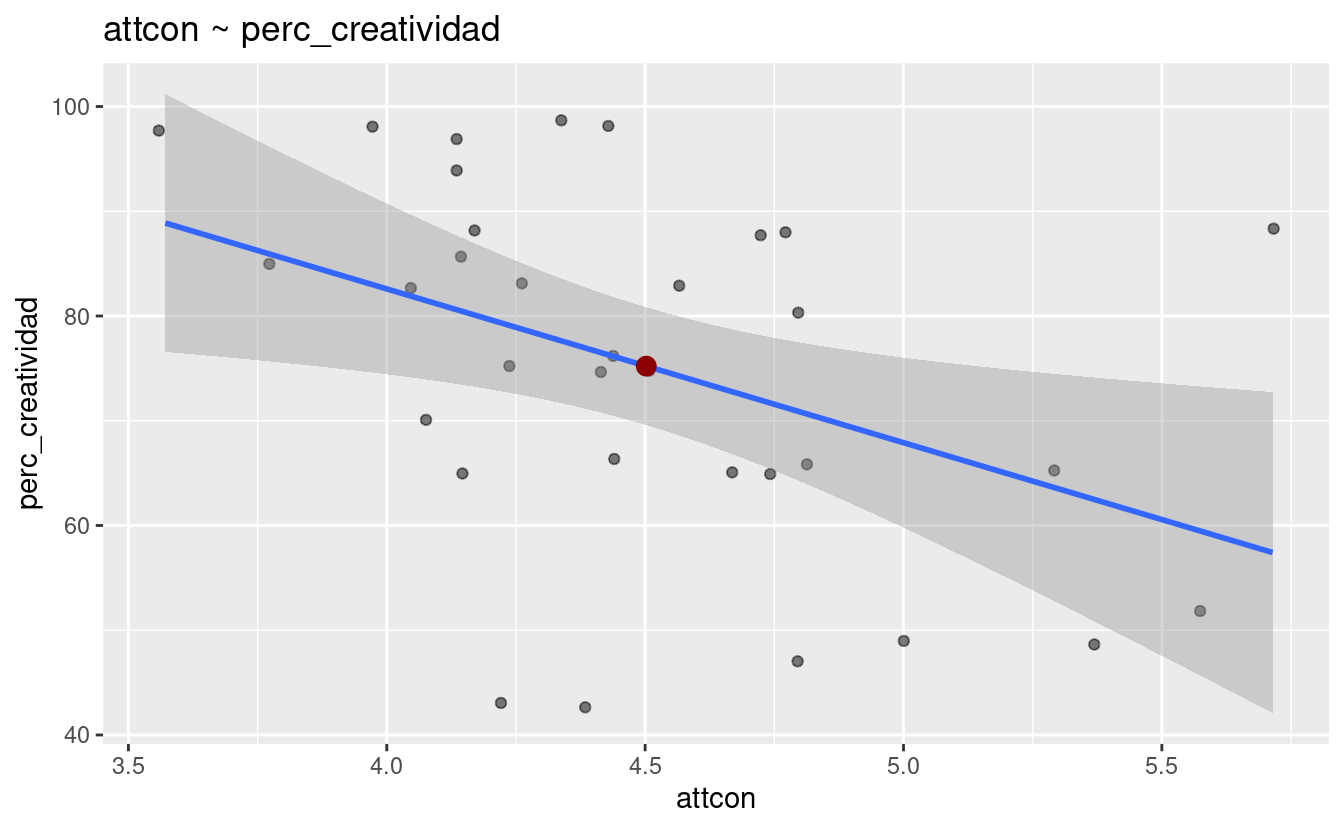 attcon ~ perc_creatividad
100
80
60
40
perc_creatividad
3.5 4.0 4.5 5.0 5.5
attcon